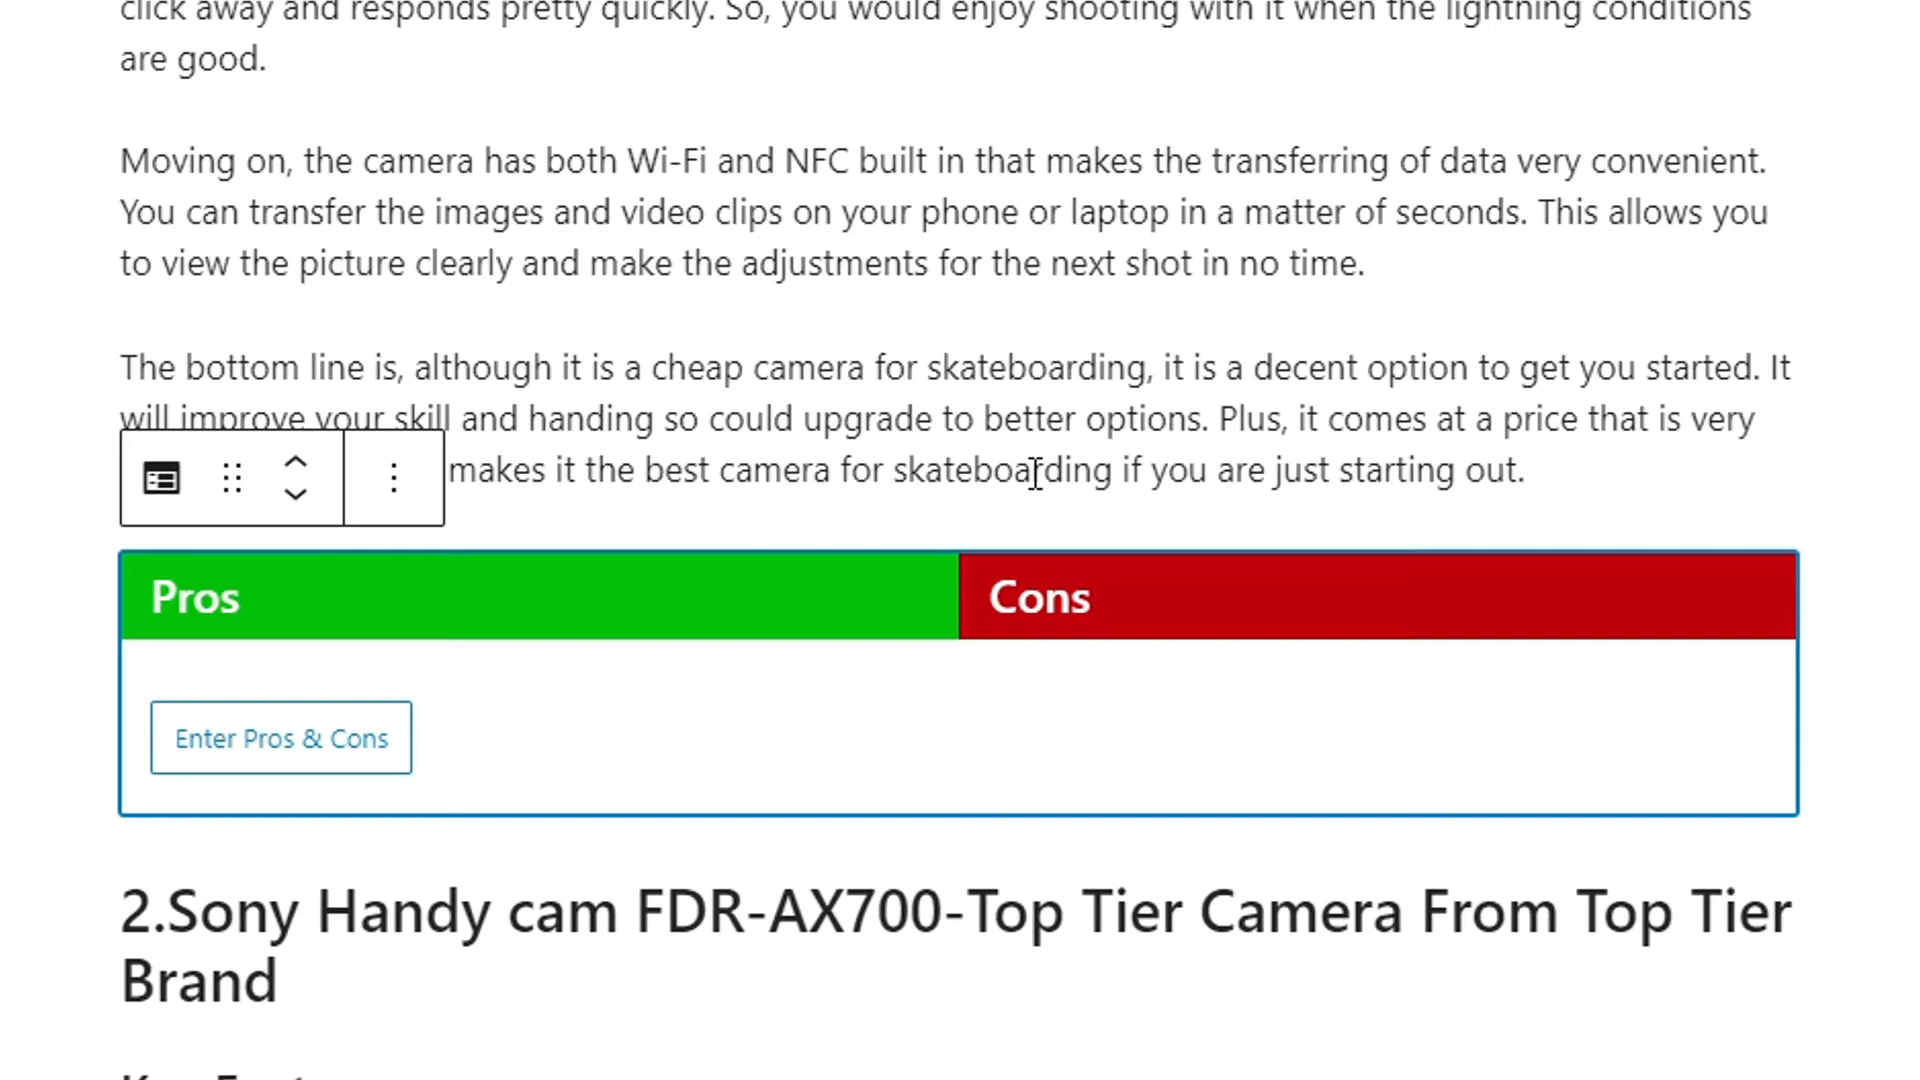 click away and responds pretty quickly. So, you would enjoy shooting with it when the lightning conditions
are good.
Moving on, the camera has both Wi-Fi and NFC built in that makes the transferring of data very convenient.
You can transfer the images and video clips on your phone or laptop in a matter of seconds. This allows you
to view the picture clearly and make the adjustments for the next shot in no time.
The bottom line is, although it is a cheap camera for skateboarding, it is a decent option to get you started. It
will improve your skill and handing so could upgrade to better options. Plus, it comes at a price that is very
makes it the best camera for skateboarding if you are just starting out.
Pros
Cons
Enter Pros & Cons
2.Sony Handy cam FDR-AX700-Top Tier Camera From Top Tier
Brand